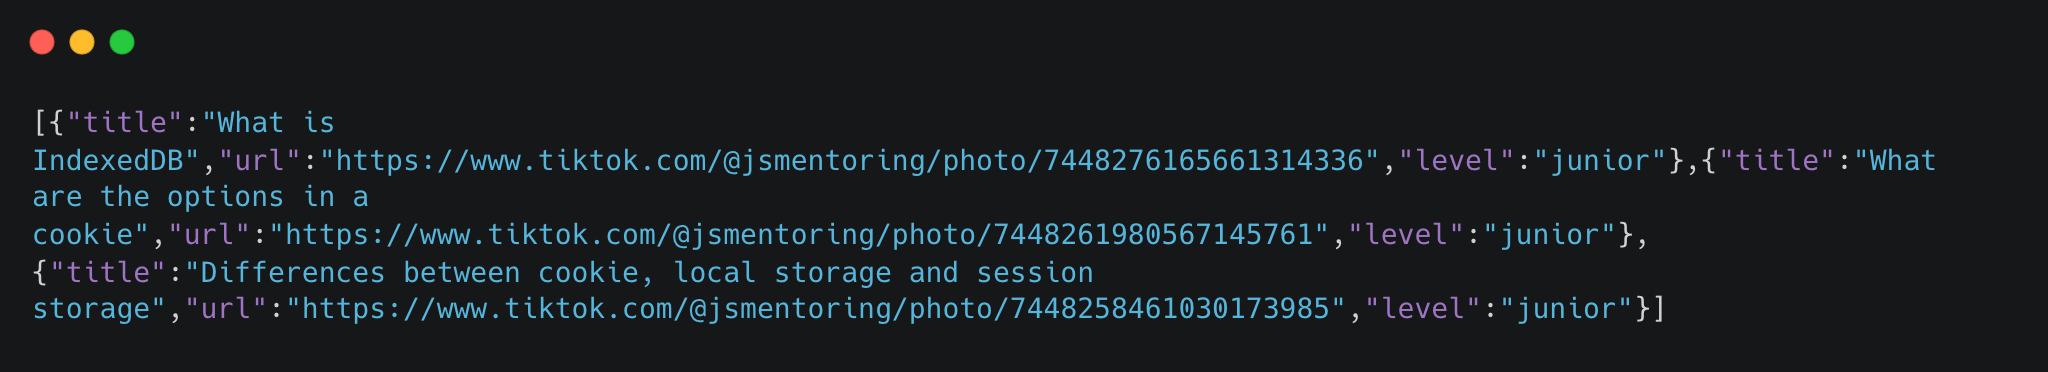 [{"title":"What is
IndexedDB","url":"https://www.tiktok.com/@jsmentoring/photo/7448276165661314336","level":"junior"},{"title":"What
are the options in a
cookie","url":"https://www.tiktok.com/@jsmentoring/photo/7448261980567145761","level":"junior"},
{"title":"Differences between cookie, local storage and session
storage","url":"https://www.tiktok.com/@jsmentoring/photo/7448258461030173985","level":"junior"}]